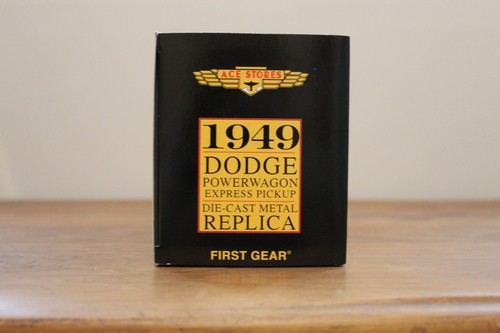 ACE STORES
1949
DODGE
POWERWAGON
EXPRESS PICKUP
DIE-CAST METAL
REPLICA
FIRST GEAR®